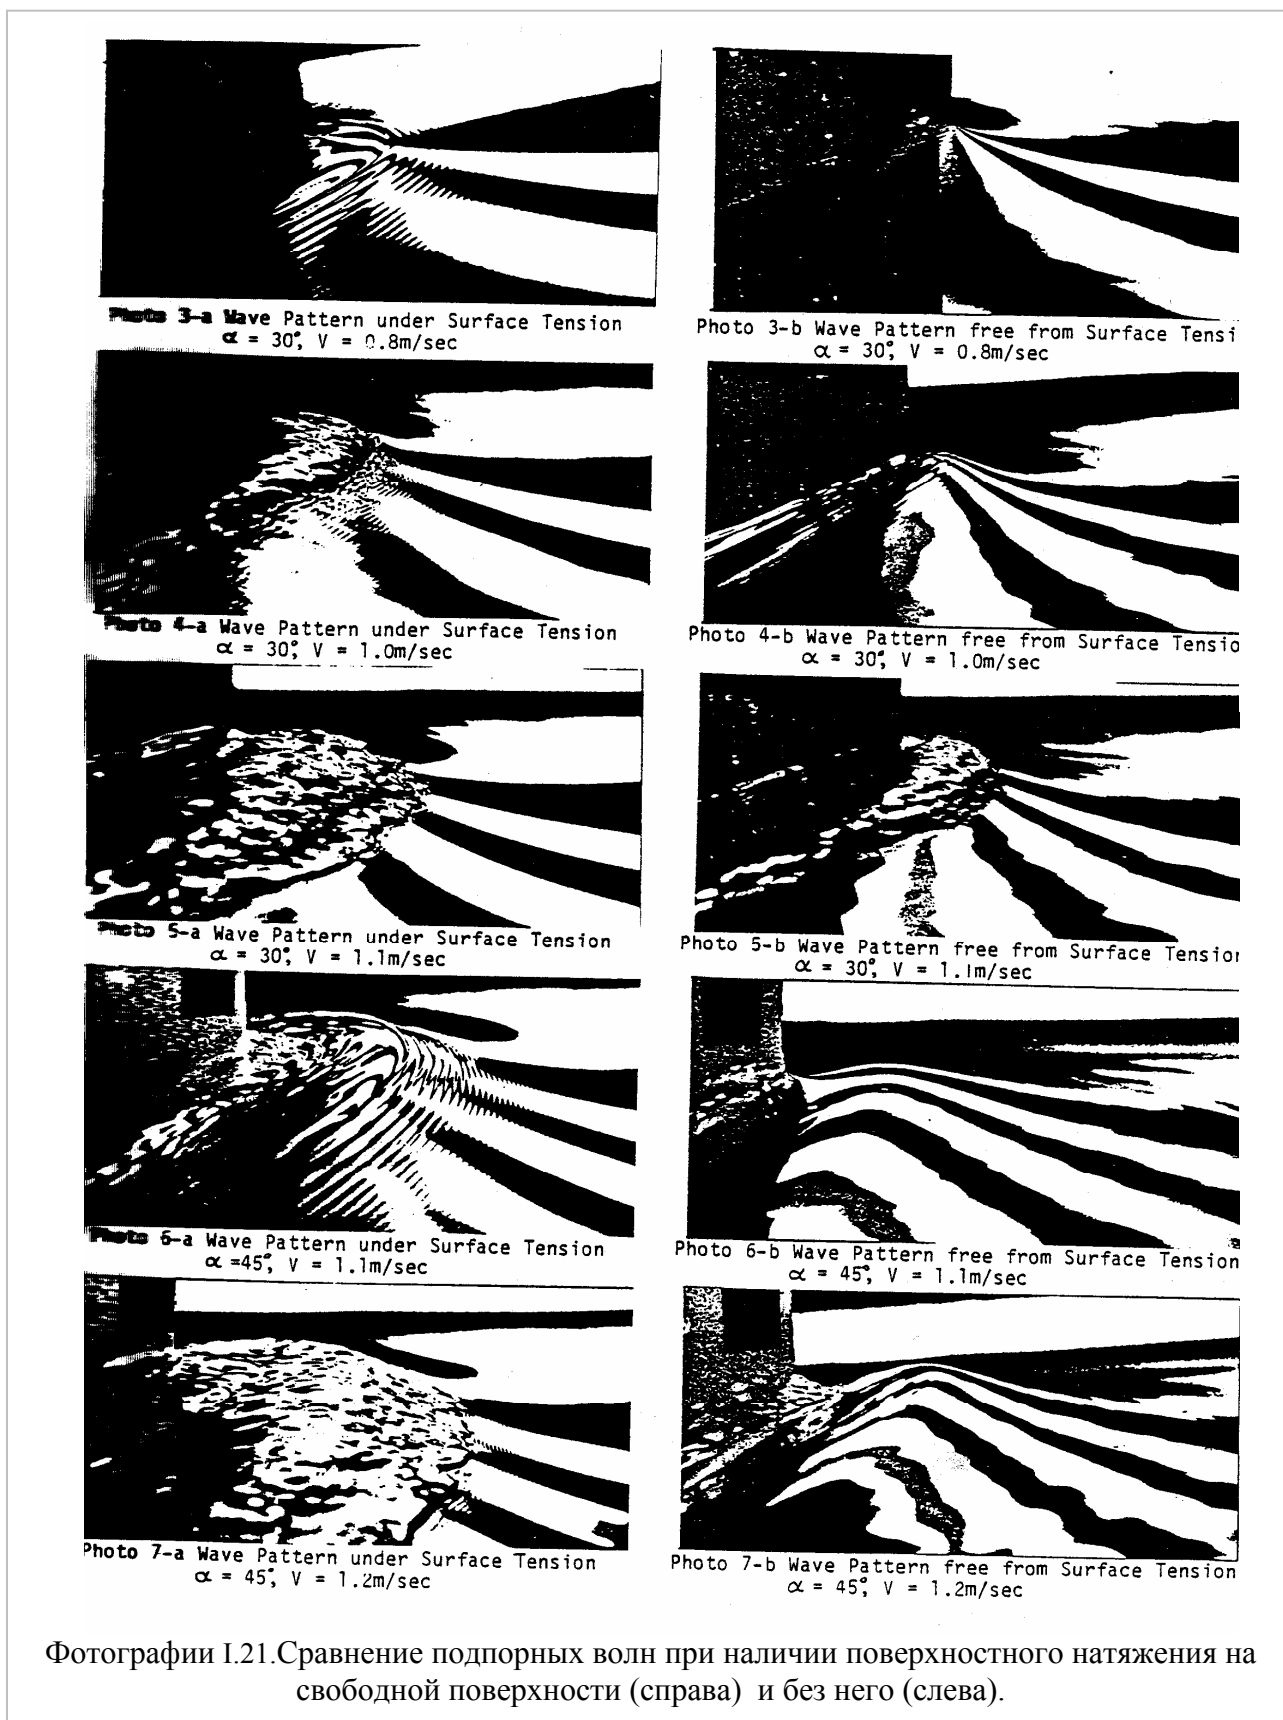 Photo 3-a Wave Pattern under Surface Tension
α = 30°, V = 0.8m/sec
Photo 3-b Wave Pattern free from Surface Tensi
α = 30°, V = 0.8m/sec
Photo 4-a Wave Pattern under Surface Tension
α = 30°, V = 1.0m/sec
Photo 4-b Wave Pattern free from Surface Tensio
α = 30°, V = 1.0m/sec
Photo 5-a Wave Pattern under Surface Tension
α = 30°, V = 1.1m/sec
Photo 5-b Wave Pattern free from Surface Tension
α = 30°, V = 1.1m/sec
Photo 6-a Wave Pattern under Surface Tension
α =45°, V = 1.1m/sec
Photo 6-b Wave Pattern free from Surface Tension
α = 45°, V = 1.1m/sec
Photo 7-a Wave Pattern under Surface Tension
α = 45°, V = 1.2m/sec
Photo 7-b Wave Pattern free from Surface Tension
α = 45°, V = 1.2m/sec
Фотографии I.21.Сравнение подпорных волн при наличии поверхностного натяжения на
свободной поверхности (справа) и без него (слева).